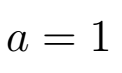 a = 1